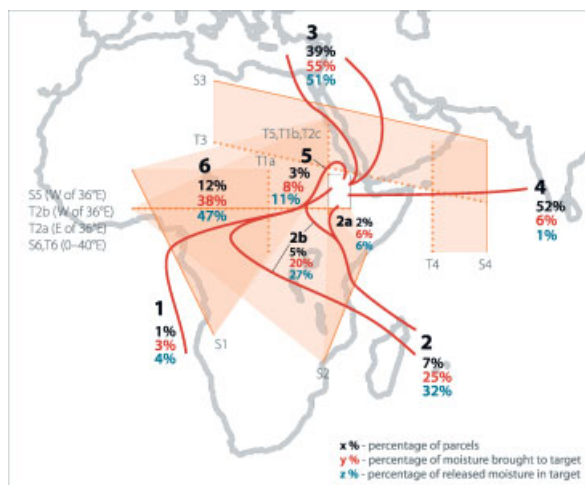 3
39%
55%
51%
S3
T3
T5,T1b,T2c
T1a
5
3%
8%
11%
6
12%
38%
47%
S5 (W of 36°E)
T2b (W of 36°E)
T2a (E of 36°E)
S6,T6 (0–40°E)
4
52%
6%
1%
2a 2%
6%
6%
2b
5%
20%
27%
T4
S4
1
1%
3%
4%
S1
S2
2
7%
25%
32%
x % - percentage of parcels
y % - percentage of moisture brought to target
z % - percentage of released moisture in target